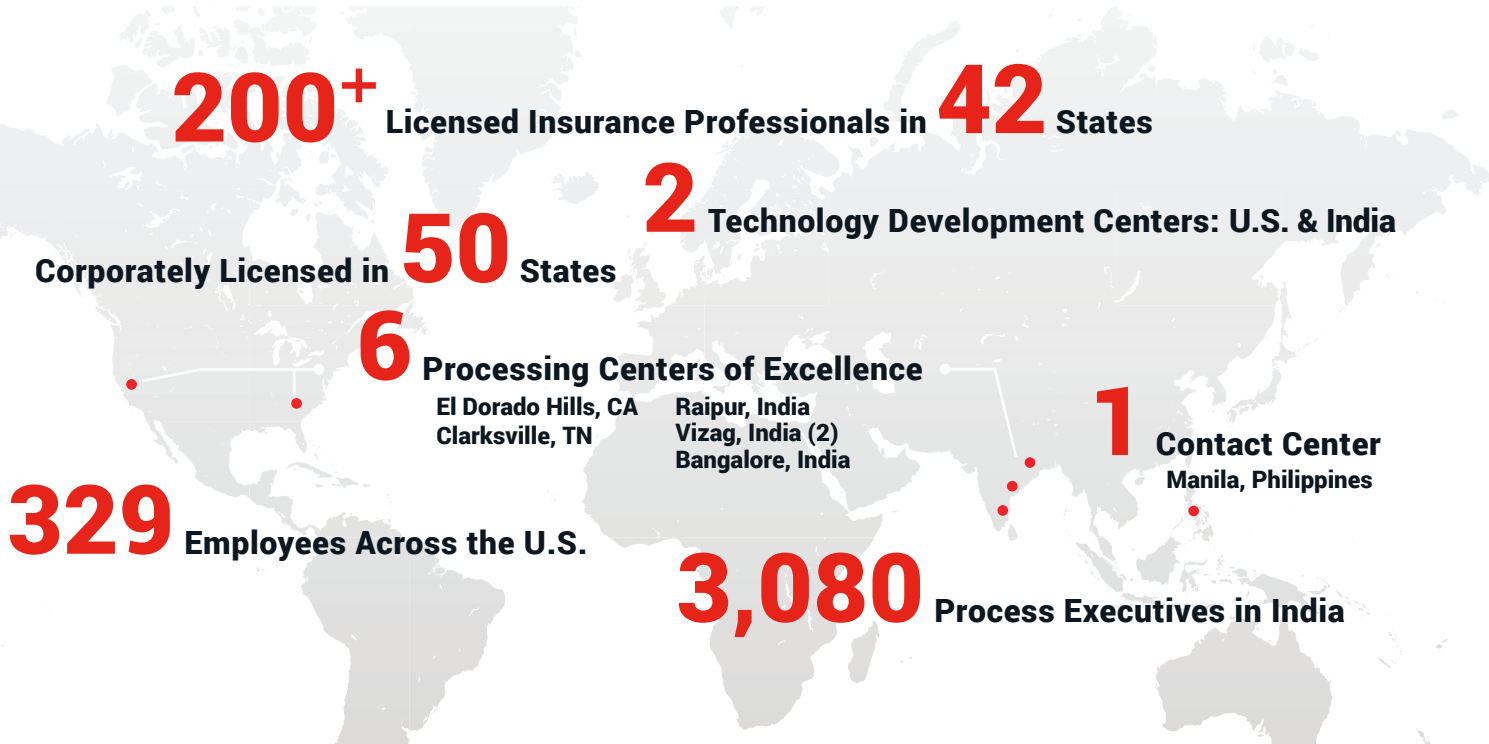 200+ Licensed Insurance Professionals in 42 States
2 Technology Development Centers: U.S. & India
Corporately Licensed in 50 States
6 Processing Centers of Excellence
El Dorado Hills, CA
Clarksville, TN
Raipur, India
Vizag, India (2)
Bangalore, India
1 Contact Center
Manila, Philippines
329 Employees Across the U.S.
3,080 Process Executives in India